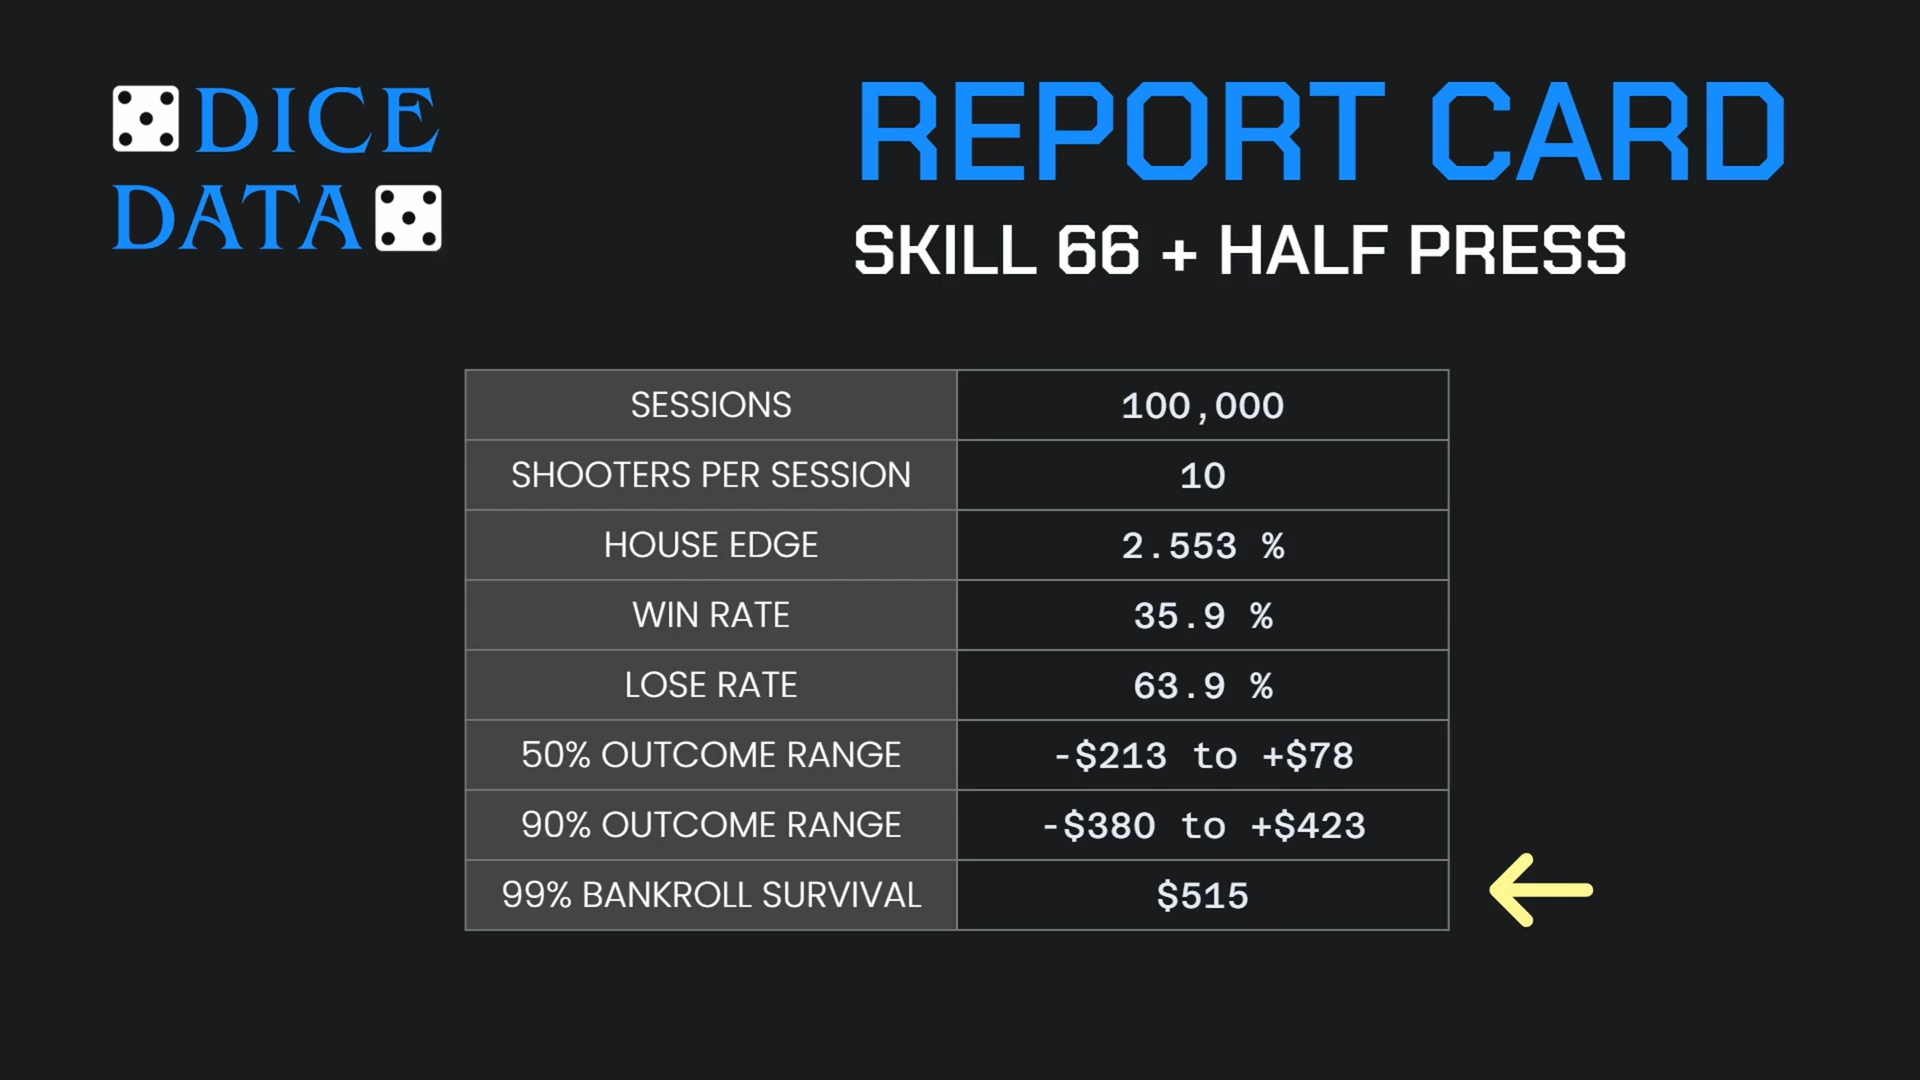 DICE
DATA
REPORT CARD
SKILL 66 + HALF PRESS
SESSIONS 100,000
SHOOTERS PER SESSION 10
HOUSE EDGE 2.553 %
WIN RATE 35.9 %
LOSE RATE 63.9 %
50% OUTCOME RANGE -$213 to +$78
90% OUTCOME RANGE -$380 to +$423
99% BANKROLL SURVIVAL $515